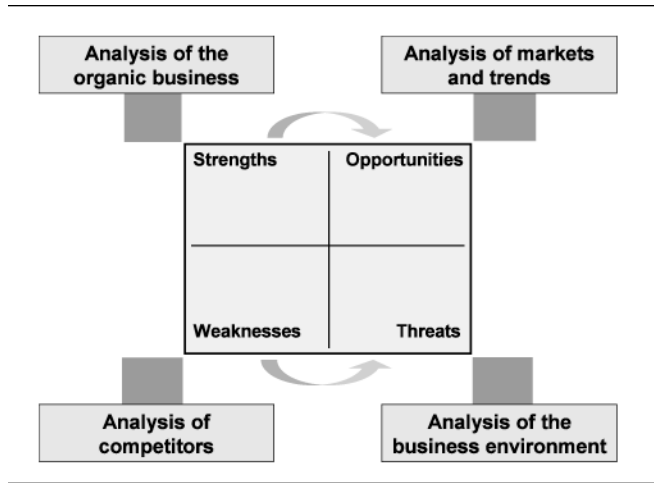 Analysis of the
organic business
Analysis of markets
and trends
Strengths
Opportunities
Weaknesses
Threats
Analysis of
competitors
Analysis of the
business environment